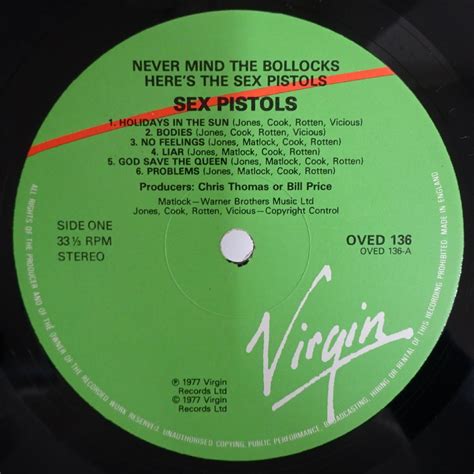 NEVER MIND THE BOLLOCKS
HERE'S THE SEX PISTOLS
SEX PISTOLS
1. HOLIDAYS IN THE SUN (Jones, Cook, Rotten, Vicious)
2. BODIES (Jones, Cook, Rotten, Vicious)
3. NO FEELINGS (Jones, Matlock, Cook, Rotten)
4. LIAR (Jones, Matlock, Cook, Rotten)
5. GOD SAVE THE QUEEN (Jones, Matlock, Cook, Rotten)
6. PROBLEMS (Jones, Matlock, Cook, Rotten)
Producers: Chris Thomas or Bill Price
Matlock—Warner Brothers Music Ltd
Jones, Cook, Rotten, Vicious—Copyright Control
SIDE ONE
33⅓ RPM
STEREO
OVED 136
OVED 136-A
Virgin
℗ 1977 Virgin
Records Ltd
© 1977 Virgin
Records Ltd
ALL RIGHTS OF THE PRODUCER AND OF THE OWNER OF THE RECORDED WORK RESERVED. UNAUTHORISED COPYING, PUBLIC PERFORMANCE, BROADCASTING, HIRING OR RENTAL OF THIS RECORDING PROHIBITED. MADE IN ENGLAND.